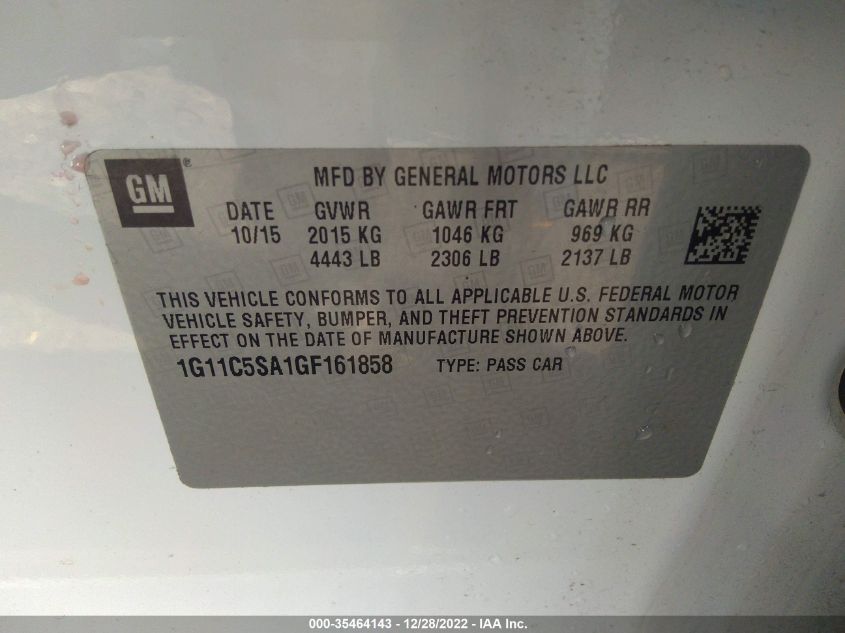 GM ®
MFD BY GENERAL MOTORS LLC
DATE GVWR GAWR FRT GAWR RR
10/15 2015 KG 1046 KG 969 KG
4443 LB 2306 LB 2137 LB
THIS VEHICLE CONFORMS TO ALL APPLICABLE U.S. FEDERAL MOTOR
VEHICLE SAFETY, BUMPER, AND THEFT PREVENTION STANDARDS IN
EFFECT ON THE DATE OF MANUFACTURE SHOWN ABOVE.
1G11C5SA1GF161858 TYPE: PASS CAR
000-35464143 - 12/28/2022 - IAA Inc.